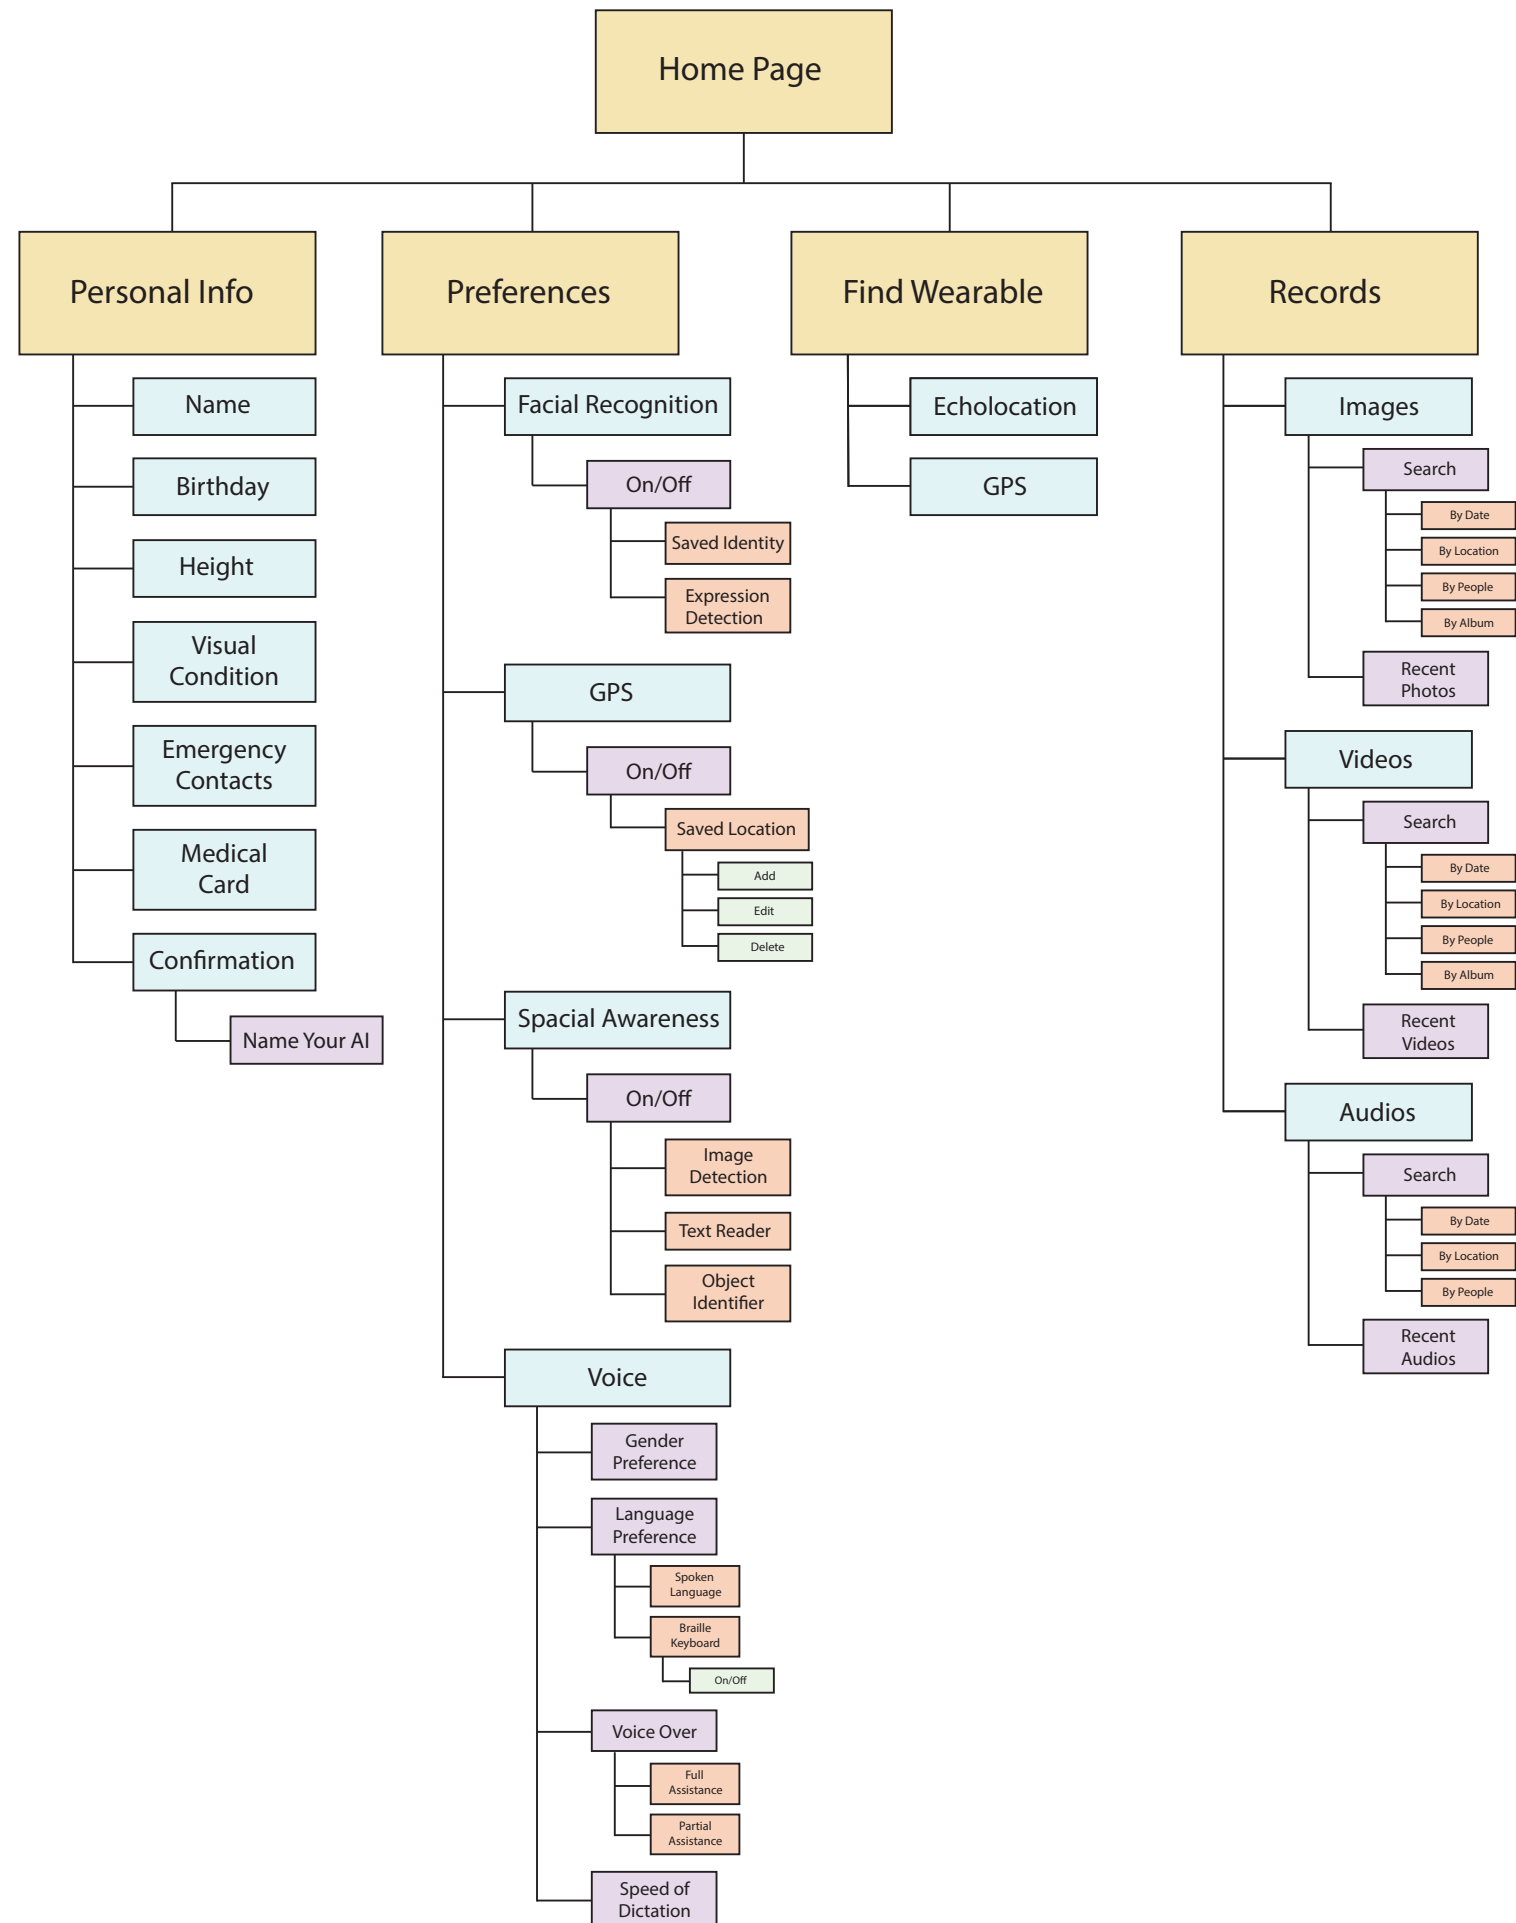 Home Page
Personal Info
Name
Birthday
Height
Visual
Condition
Emergency
Contacts
Medical
Card
Confirmation
Name Your AI
Preferences
Facial Recognition
On/Off
Saved Identity
Expression
Detection
GPS
On/Off
Saved Location
Add
Edit
Delete
Spacial Awareness
On/Off
Image
Detection
Text Reader
Object
Identifier
Voice
Gender
Preference
Language
Preference
Spoken
Language
Braille
Keyboard
On/Off
Voice Over
Full
Assistance
Partial
Assistance
Speed of
Dictation
Find Wearable
Echolocation
GPS
Records
Images
Search
By Date
By Location
By People
By Album
Recent
Photos
Videos
Search
By Date
By Location
By People
By Album
Recent
Videos
Audios
Search
By Date
By Location
By People
Recent
Audios